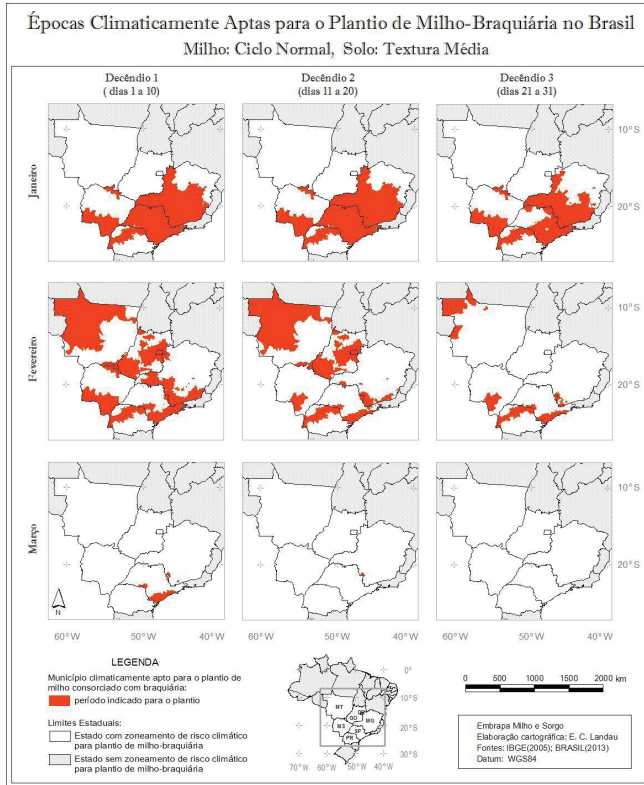 Épocas Climaticamente Aptas para o Plantio de Milho-Braquiária no Brasil
Milho: Ciclo Normal, Solo: Textura Média
Decêndio 1
( dias 1 a 10)
Decêndio 2
(dias 11 a 20)
Decêndio 3
(dias 21 a 31)
Janeiro
10°S
20°S
Fevereiro
10°S
20°S
Março
10°S
20°S
N
60°W 50°W 40°W 60°W 50°W 40°W 60°W 50°W 40°W
LEGENDA
Município climaticamente apto para o plantio de
milho consorciado com braquiária:
período indicado para o plantio
Limites Estaduais:
Estado com zoneamento de risco climático
para plantio de milho-braquiária
Estado sem zoneamento de risco climático
para plantio de milho-braquiária
0°
10°S
20°S
30°S
MT
DF
GO
MG
MS
SP
PR
70°W 60°W 50°W 40°W
0 500 1000 1500 2000 km
Embrapa Milho e Sorgo
Elaboração cartográfica: E. C. Landau
Fontes: IBGE(2005); BRASIL(2013)
Datum: WGS84